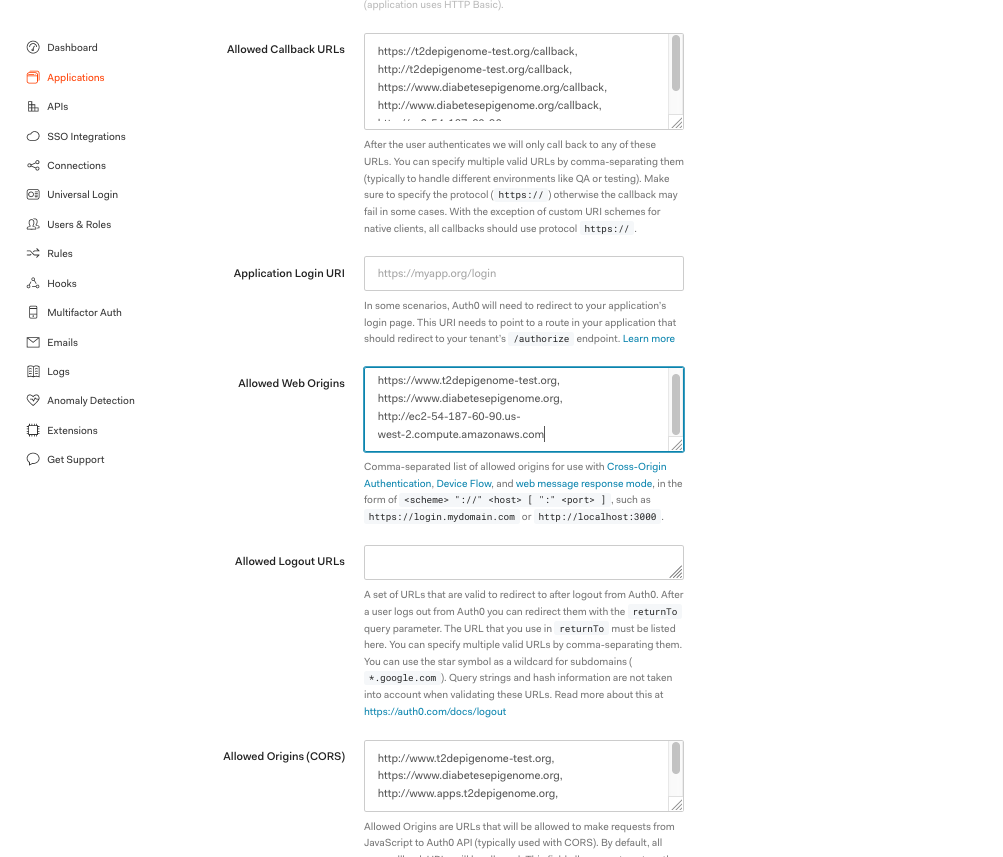 (application uses HTTP Basic).
Dashboard
Applications
APIs
SSO Integrations
Connections
Universal Login
Users & Roles
Rules
Hooks
Multifactor Auth
Emails
Logs
Anomaly Detection
Extensions
Get Support
Allowed Callback URLs
https://t2depigenome-test.org/callback,
http://t2depigenome-test.org/callback,
https://www.diabetesepigenome.org/callback,
http://www.diabetesepigenome.org/callback,
After the user authenticates we will only call back to any of these
URLs. You can specify multiple valid URLs by comma-separating them
(typically to handle different environments like QA or testing). Make
sure to specify the protocol ( https:// ) otherwise the callback may
fail in some cases. With the exception of custom URI schemes for
native clients, all callbacks should use protocol https:// .
Application Login URI
https://myapp.org/login
In some scenarios, Auth0 will need to redirect to your application's
login page. This URI needs to point to a route in your application that
should redirect to your tenant's /authorize endpoint. Learn more
Allowed Web Origins
https://www.t2depigenome-test.org,
https://www.diabetesepigenome.org,
http://ec2-54-187-60-90.us-
west-2.compute.amazonaws.com
Comma-separated list of allowed origins for use with Cross-Origin
Authentication, Device Flow, and web message response mode, in the
form of <scheme> "://" <host> [ ":" <port> ] , such as
https://login.mydomain.com or http://localhost:3000 .
Allowed Logout URLs
A set of URLs that are valid to redirect to after logout from Auth0. After
a user logs out from Auth0 you can redirect them with the returnTo
query parameter. The URL that you use in returnTo must be listed
here. You can specify multiple valid URLs by comma-separating them.
You can use the star symbol as a wildcard for subdomains (
*.google.com ). Query strings and hash information are not taken
into account when validating these URLs. Read more about this at
https://auth0.com/docs/logout
Allowed Origins (CORS)
http://www.t2depigenome-test.org,
https://www.diabetesepigenome.org,
http://www.apps.t2depigenome.org,
Allowed Origins are URLs that will be allowed to make requests from
JavaScript to Auth0 API (typically used with CORS). By default, all